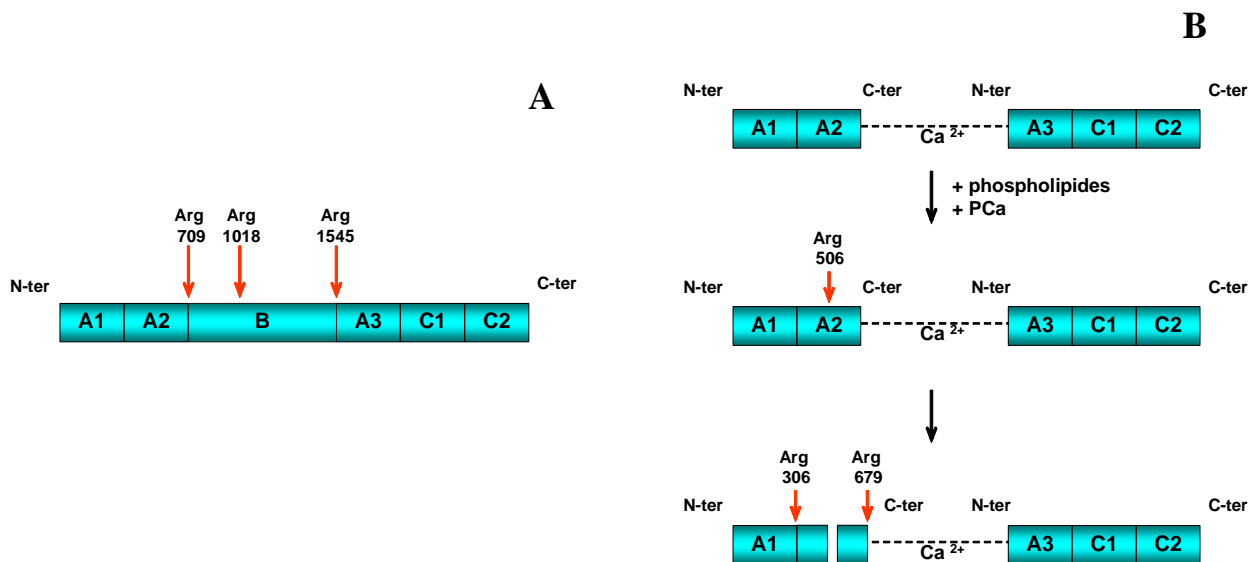 A
Arg
709
Arg
1018
Arg
1545
N-ter
C-ter
A1 A2 B A3 C1 C2
B
N-ter C-ter N-ter C-ter
A1 A2 Ca 2+ A3 C1 C2
+ phospholipides
+ PCa
Arg
506
N-ter C-ter N-ter C-ter
A1 A2 Ca 2+ A3 C1 C2
Arg
306
Arg
679
N-ter C-ter N-ter C-ter
A1 Ca 2+ A3 C1 C2